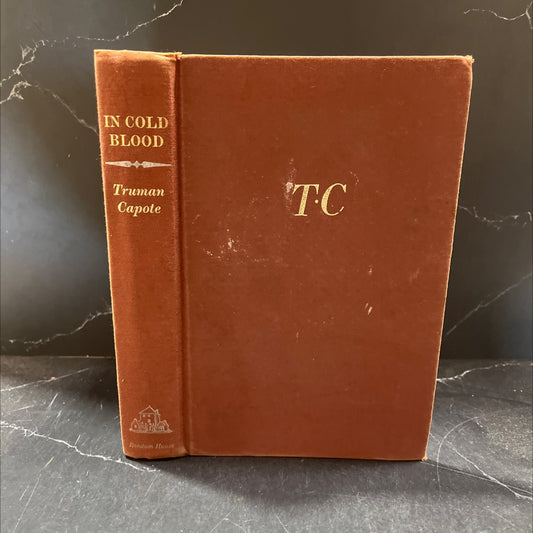 IN COLD
BLOOD
Truman
Capote
Random House
T·C